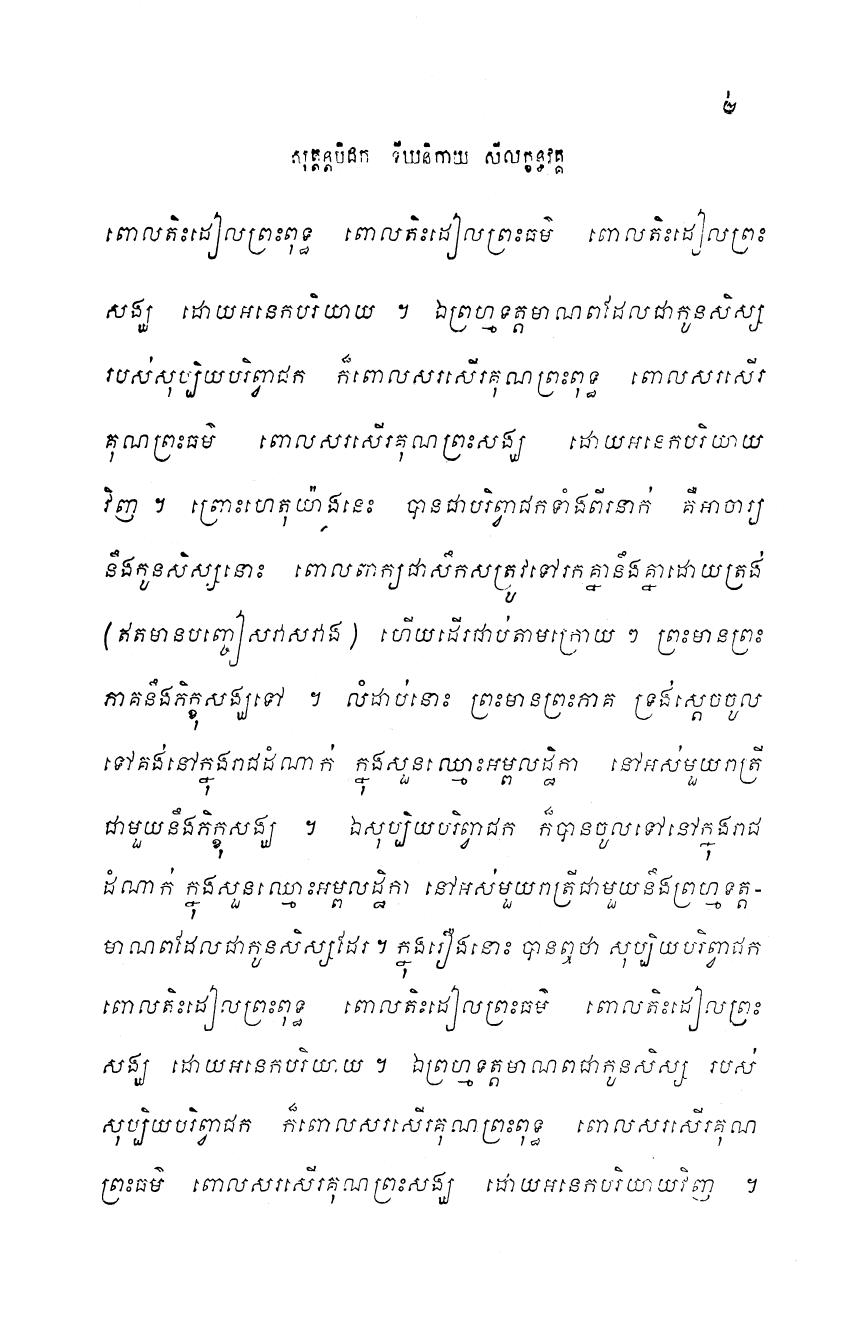 ២
សុត្តន្តបិដក ទីឃនិកាយ សីលក្ខន្ធវគ្គ
ពោលតិះដៀលព្រះពុទ្ធ ពោលតិះដៀលព្រះធម៌ ពោលតិះដៀលព្រះ
សង្ឃ ដោយអនេកបរិយាយ ។ ឯព្រហ្មទត្តមាណពដែលជាកូនសិស្ស
របស់សុប្បិយបរិព្វាជក ក៏ពោលសរសើរគុណព្រះពុទ្ធ ពោលសរសើរ
គុណព្រះធម៌ ពោលសរសើរគុណព្រះសង្ឃ ដោយអនេកបរិយាយ
វិញ ។ ព្រោះហេតុយ៉ាងនេះ បានជាបរិព្វាជកទាំងពីរនាក់ គឺអាចារ្យ
នឹងកូនសិស្សនោះ ពោលពាក្យជាសឹកសត្រូវទៅរកគ្នានឹងគ្នាដោយត្រង់
(ឥតមានបញ្ចៀសវាសវាង) ហើយដើរជាប់តាមក្រោយ ៗ ព្រះមានព្រះ
ភាគនឹងភិក្ខុសង្ឃទៅ ។ លំដាប់នោះ ព្រះមានព្រះភាគ ទ្រង់ស្តេចចូល
ទៅគង់នៅក្នុងរាជដំណាក់ ក្នុងសួនឈ្មោះអម្ពលដ្ឋិកា នៅអស់មួយរាត្រី
ជាមួយនឹងភិក្ខុសង្ឃ ។ ឯសុប្បិយបរិព្វាជក ក៏បានចូលទៅនៅក្នុងរាជ
ដំណាក់ ក្នុងសួនឈ្មោះអម្ពលដ្ឋិកា នៅអស់មួយរាត្រីជាមួយនឹងព្រហ្មទត្ត-
មាណពដែលជាកូនសិស្សដែរ ។ ក្នុងរឿងនោះ បានឮថា សុប្បិយបរិព្វាជក
ពោលតិះដៀលព្រះពុទ្ធ ពោលតិះដៀលព្រះធម៌ ពោលតិះដៀលព្រះ
សង្ឃ ដោយអនេកបរិយាយ ។ ឯព្រហ្មទត្តមាណពជាកូនសិស្ស របស់
សុប្បិយបរិព្វាជក ក៏ពោលសរសើរគុណព្រះពុទ្ធ ពោលសរសើរគុណ
ព្រះធម៌ ពោលសរសើរគុណព្រះសង្ឃ ដោយអនេកបរិយាយវិញ ។